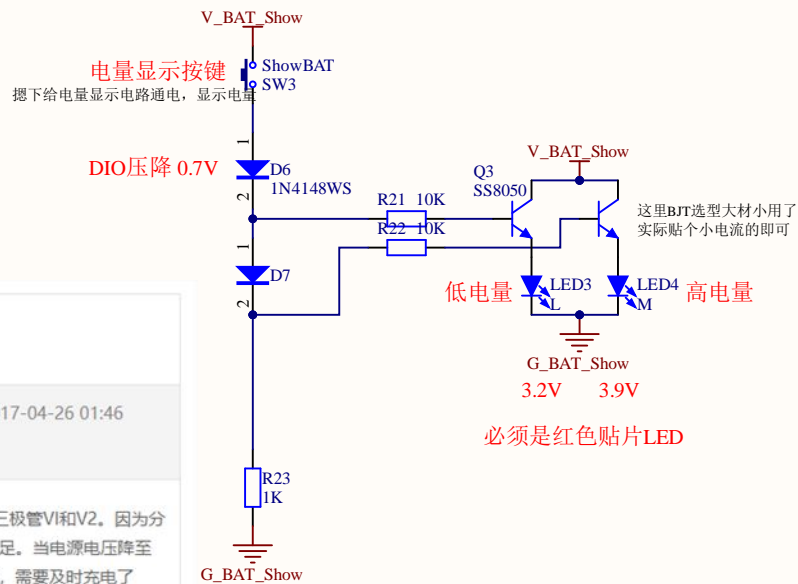 V_BAT_Show
电量显示按键
ShowBAT
SW3
摁下给电量显示电路通电，显示电量
1
DIO压降 0.7V
D6
1N4148WS
2
V_BAT_Show
Q3
SS8050
R21 10K
R22 10K
这里BJT选型大材小用了
实际贴个小电流的即可
1
D7
2
低电量
LED3
L
LED4
M
高电量
G_BAT_Show
3.2V 3.9V
必须是红色贴片LED
17-04-26 01:46
R23
1K
三极管VI和V2。因为分
足。当电源电压降至
，需要及时充电了
G_BAT_Show